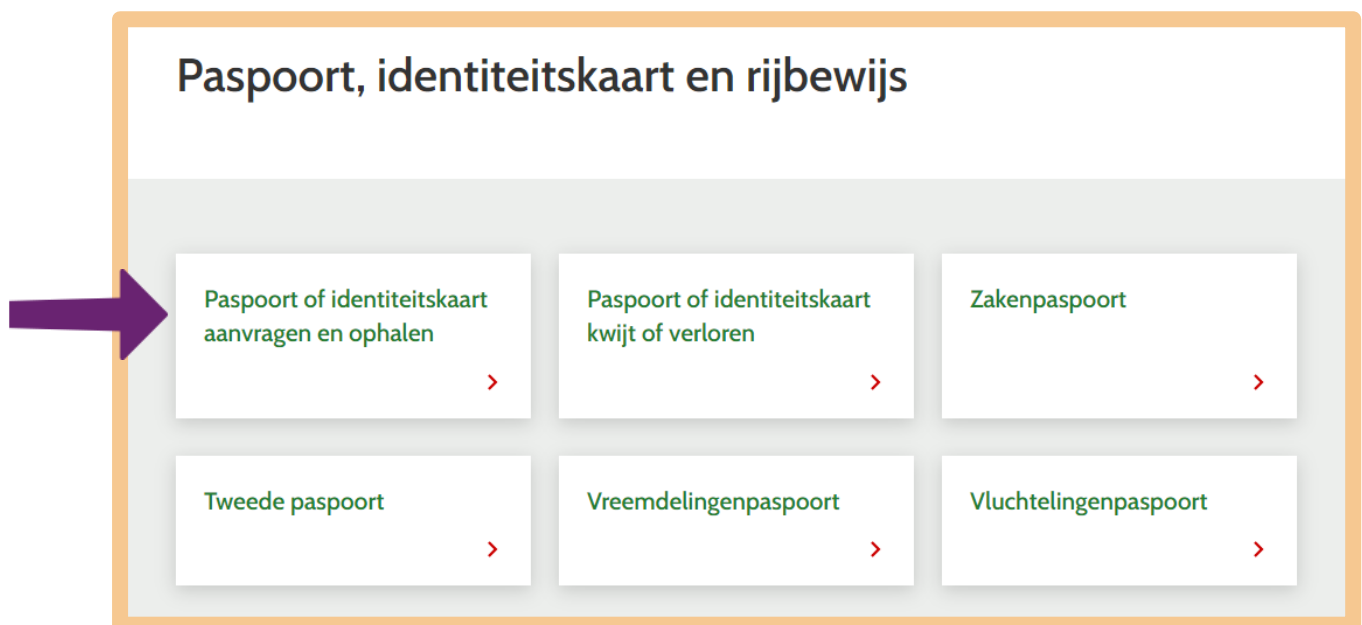 Paspoort, identiteitskaart en rijbewijs
Paspoort of identiteitskaart
aanvragen en ophalen
Paspoort of identiteitskaart
kwijt of verloren
Zakenpaspoort
Tweede paspoort
Vreemdelingenpaspoort
Vluchtelingenpaspoort